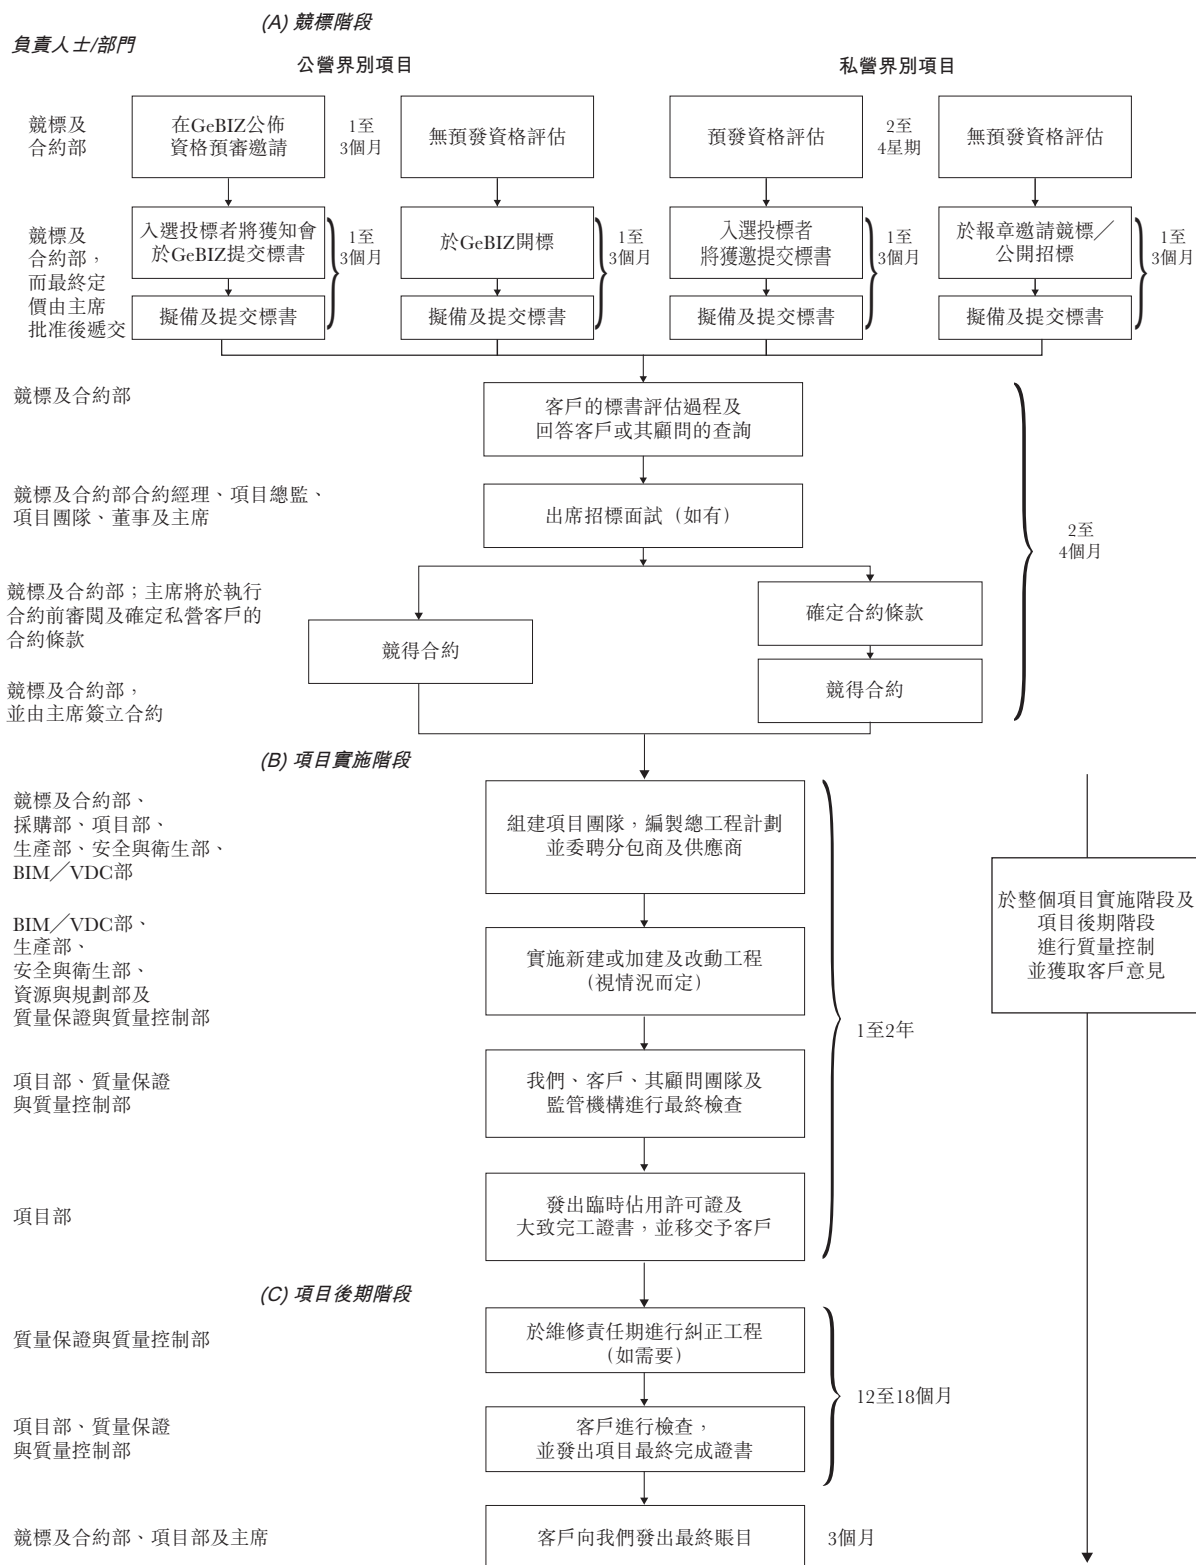 (A) 競標階段
負責人士/部門
公營界別項目
私營界別項目
競標及
合約部
在GeBIZ公佈
資格預審邀請
1至
3個月
無預發資格評估
預發資格評估
2至
4星期
無預發資格評估
競標及
合約部，
而最終定
價由主席
批准後遞交
入選投標者將獲知會
於GeBIZ提交標書
1至
3個月
於GeBIZ開標
1至
3個月
入選投標者
將獲邀提交標書
1至
3個月
於報章邀請競標／
公開招標
1至
3個月
擬備及提交標書
擬備及提交標書
擬備及提交標書
擬備及提交標書
競標及合約部
客戶的標書評估過程及
回答客戶或其顧問的查詢
競標及合約部合約經理、項目總監、
項目團隊、董事及主席
出席招標面試（如有）
2至
4個月
競標及合約部；主席將於執行
合約前審閱及確定私營客戶的
合約條款
競得合約
確定合約條款
競標及合約部，
並由主席簽立合約
競得合約
(B) 項目實施階段
競標及合約部、
採購部、項目部、
生產部、安全與衛生部、
BIM／VDC部
組建項目團隊，編製總工程計劃
並委聘分包商及供應商
於整個項目實施階段及
項目後期階段
進行質量控制
並獲取客戶意見
BIM／VDC部、
生產部、
安全與衛生部、
資源與規劃部及
質量保證與質量控制部
實施新建或加建及改動工程
（視情況而定）
1至2年
項目部、質量保證
與質量控制部
我們、客戶、其顧問團隊及
監管機構進行最終檢查
項目部
發出臨時佔用許可證及
大致完工證書，並移交予客戶
(C) 項目後期階段
質量保證與質量控制部
於維修責任期進行糾正工程
（如需要）
12至18個月
項目部、質量保證
與質量控制部
客戶進行檢查，
並發出項目最終完成證書
競標及合約部、項目部及主席
客戶向我們發出最終賬目
3個月